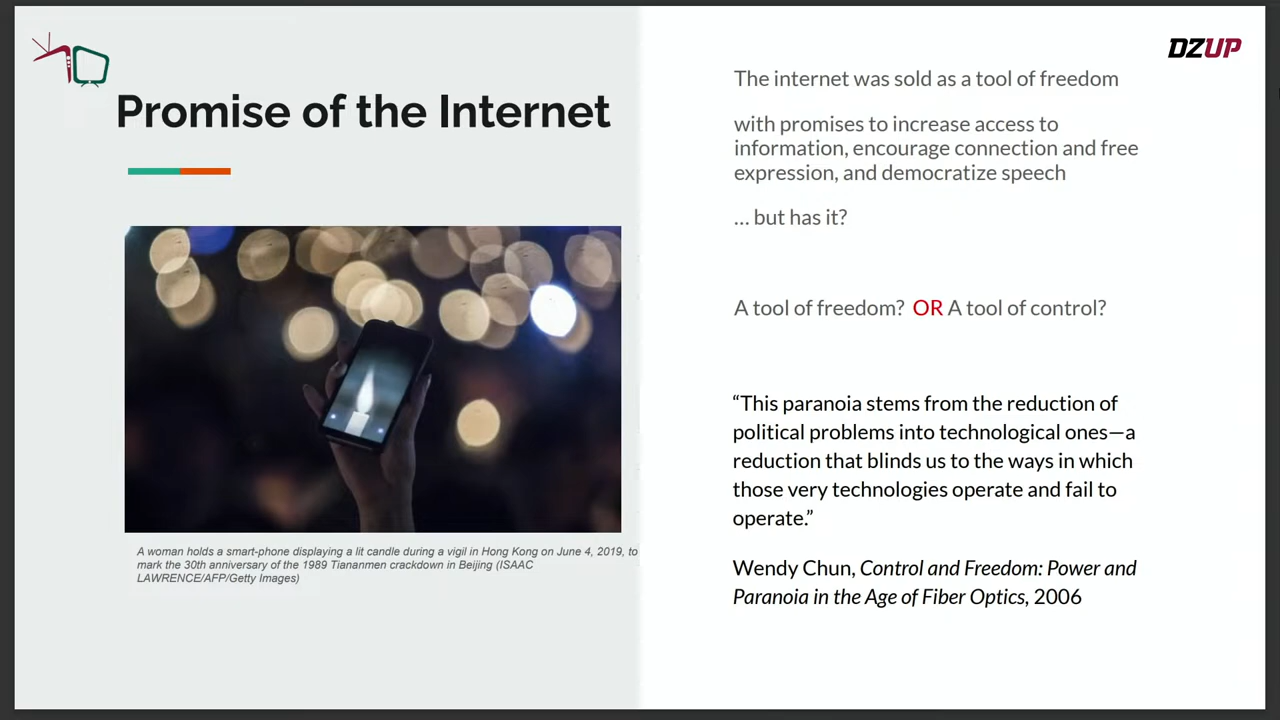 DZUP
Promise of the Internet
A woman holds a smart-phone displaying a lit candle during a vigil in Hong Kong on June 4, 2019, to
mark the 30th anniversary of the 1989 Tiananmen crackdown in Beijing (ISAAC
LAWRENCE/AFP/Getty Images)
The internet was sold as a tool of freedom
with promises to increase access to
information, encourage connection and free
expression, and democratize speech
… but has it?
A tool of freedom? OR A tool of control?
“This paranoia stems from the reduction of
political problems into technological ones—a
reduction that blinds us to the ways in which
those very technologies operate and fail to
operate.”
Wendy Chun, Control and Freedom: Power and
Paranoia in the Age of Fiber Optics, 2006